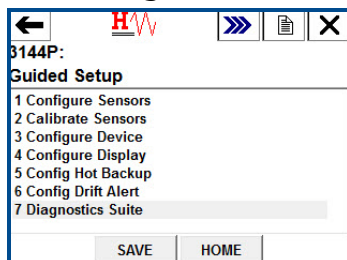 H
3144P:
Guided Setup
1 Configure Sensors
2 Calibrate Sensors
3 Configure Device
4 Configure Display
5 Config Hot Backup
6 Config Drift Alert
7 Diagnostics Suite
SAVE HOME